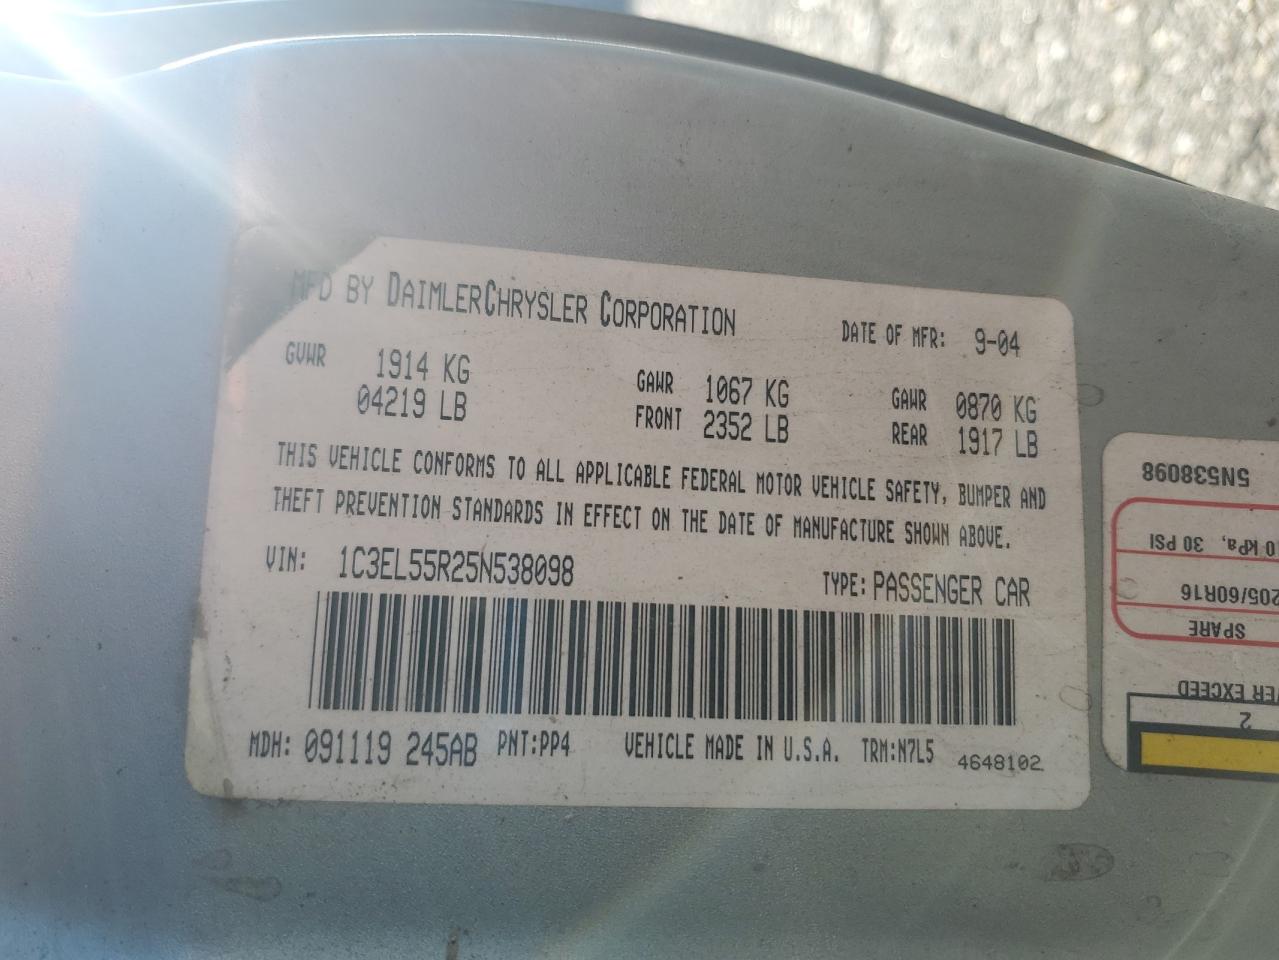 MFD BY DAIMLERCHRYSLER CORPORATION DATE OF MFR: 9-04
GVWR 1914 KG GAWR 1067 KG GAWR 0870 KG
04219 LB FRONT 2352 LB REAR 1917 LB
THIS VEHICLE CONFORMS TO ALL APPLICABLE FEDERAL MOTOR VEHICLE SAFETY, BUMPER AND
THEFT PREVENTION STANDARDS IN EFFECT ON THE DATE OF MANUFACTURE SHOWN ABOVE.
VIN: 1C3EL55R25N538098 TYPE: PASSENGER CAR
MDH: 091119 245AB PNT:PP4 VEHICLE MADE IN U.S.A. TRM:N7L5 4648102
2
EXCEED
SPARE
205/60R16
kPa, 30 PSI
5N538098